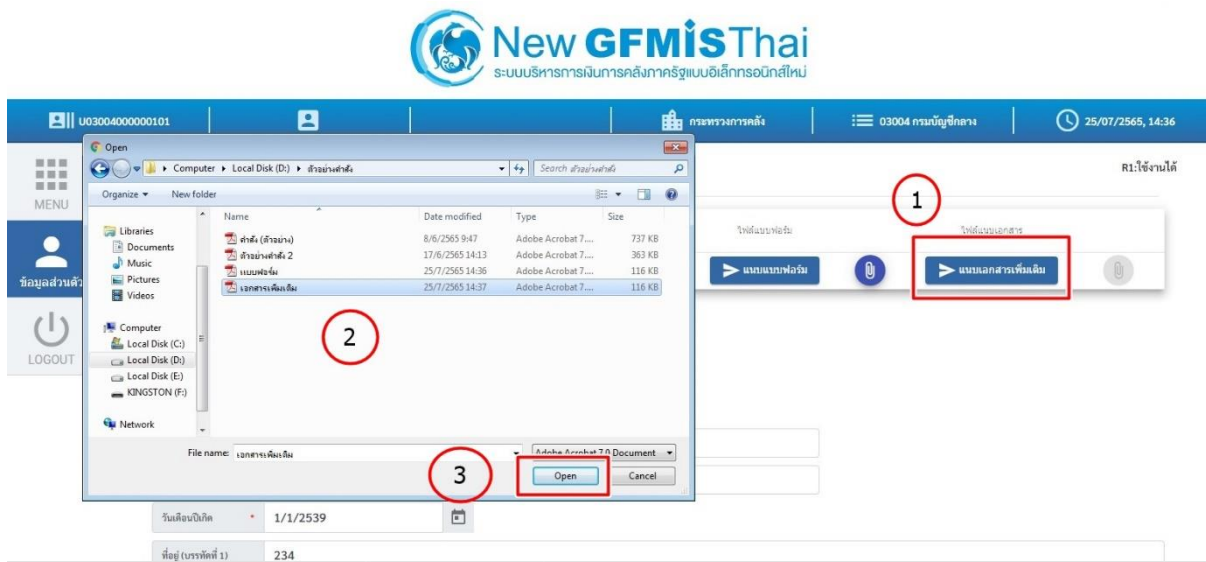 New GFMISThai
ระบบบริหารการเงินการคลังภาครัฐแบบอิเล็กทรอนิกส์ใหม่
U03004000000101
กระทรวงการคลัง
03004 กรมบัญชีกลาง
25/07/2565, 14:36
MENU
ข้อมูลส่วนตัว
LOGOUT
R1:ใช้งานได้
1
ไฟล์แบบฟอร์ม
ไฟล์แนบเอกสาร
แนบแบบฟอร์ม
แนบเอกสารเพิ่มเติม
Open
Computer
Local Disk (D:)
ตัวอย่างคำสั่ง
Search ตัวอย่างคำสั่ง
Organize
New folder
Name
Date modified
Type
Size
คำสั่ง (ตัวอย่าง)
8/6/2565 9:47
Adobe Acrobat 7....
737 KB
ตัวอย่างคำสั่ง 2
17/6/2565 14:13
Adobe Acrobat 7....
363 KB
แบบฟอร์ม
25/7/2565 14:36
Adobe Acrobat 7....
116 KB
เอกสารเพิ่มเติม
25/7/2565 14:37
Adobe Acrobat 7....
116 KB
Libraries
Documents
Music
Pictures
Videos
Computer
Local Disk (C:)
Local Disk (D:)
Local Disk (E:)
KINGSTON (F:)
Network
2
File name:
เอกสารเพิ่มเติม
Adobe Acrobat 7.0 Document
3
Open
Cancel
วันเดือนปีเกิด *
1/1/2539
ที่อยู่ (บรรทัดที่ 1)
234